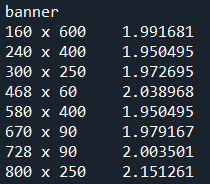 banner
160 x 600    1.991681
240 x 400    1.950495
300 x 250    1.972695
468 x 60     2.038968
580 x 400    1.950495
670 x 90     1.979167
728 x 90     2.003501
800 x 250    2.151261